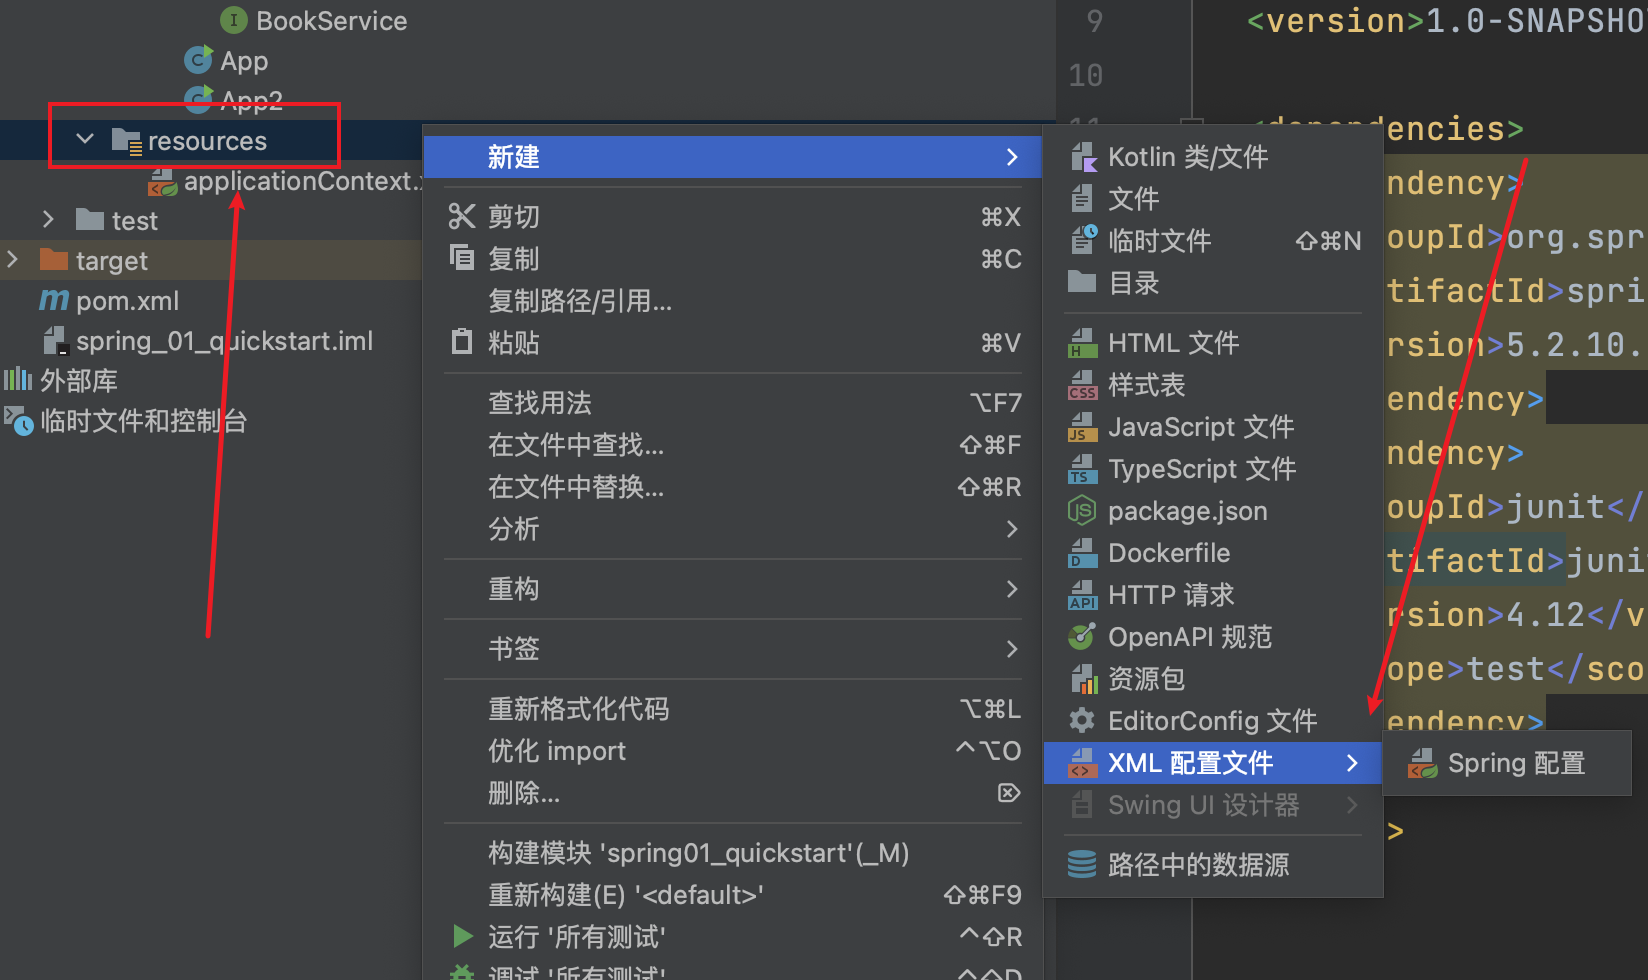 BookService
App
App2
resources
applicationContext.
test
target
pom.xml
spring_01_quickstart.iml
外部库
临时文件和控制台
新建
剪切 ⌘X
复制 ⌘C
复制路径/引用...
粘贴 ⌘V
查找用法 ⌥F7
在文件中查找... ⇧⌘F
在文件中替换... ⇧⌘R
分析
重构
书签
重新格式化代码 ⌥⌘L
优化 import ⌃⌥O
删除... ⌦
构建模块 'spring01_quickstart'(_M)
重新构建(E) '<default>' ⇧⌘F9
运行 '所有测试' ⌃⇧R
调试 '所有测试' ⌃⇧D
Kotlin 类/文件
文件
临时文件 ⇧⌘N
目录
HTML 文件
样式表
JavaScript 文件
TypeScript 文件
package.json
Dockerfile
HTTP 请求
OpenAPI 规范
资源包
EditorConfig 文件
XML 配置文件
Swing UI 设计器
路径中的数据源
Spring 配置
9 <version>1.0-SNAPSHO
10
11 <dependencies>
ndency>
oupId>org.spr
tifactId>spri
rsion>5.2.10.
endency>
ndency>
oupId>junit</
tifactId>juni
rsion>4.12</v
ope>test</sco
endency>
>